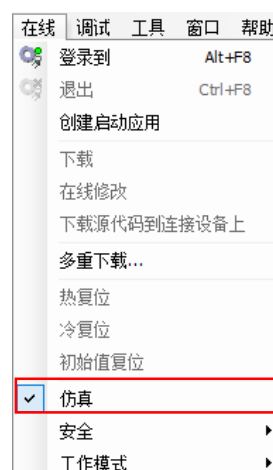 在线 调试 工具 窗口 帮助
登录到 Alt+F8
退出 Ctrl+F8
创建启动应用
下载
在线修改
下载源代码到连接设备上
多重下载...
热复位
冷复位
初始值复位
仿真
安全
工作模式